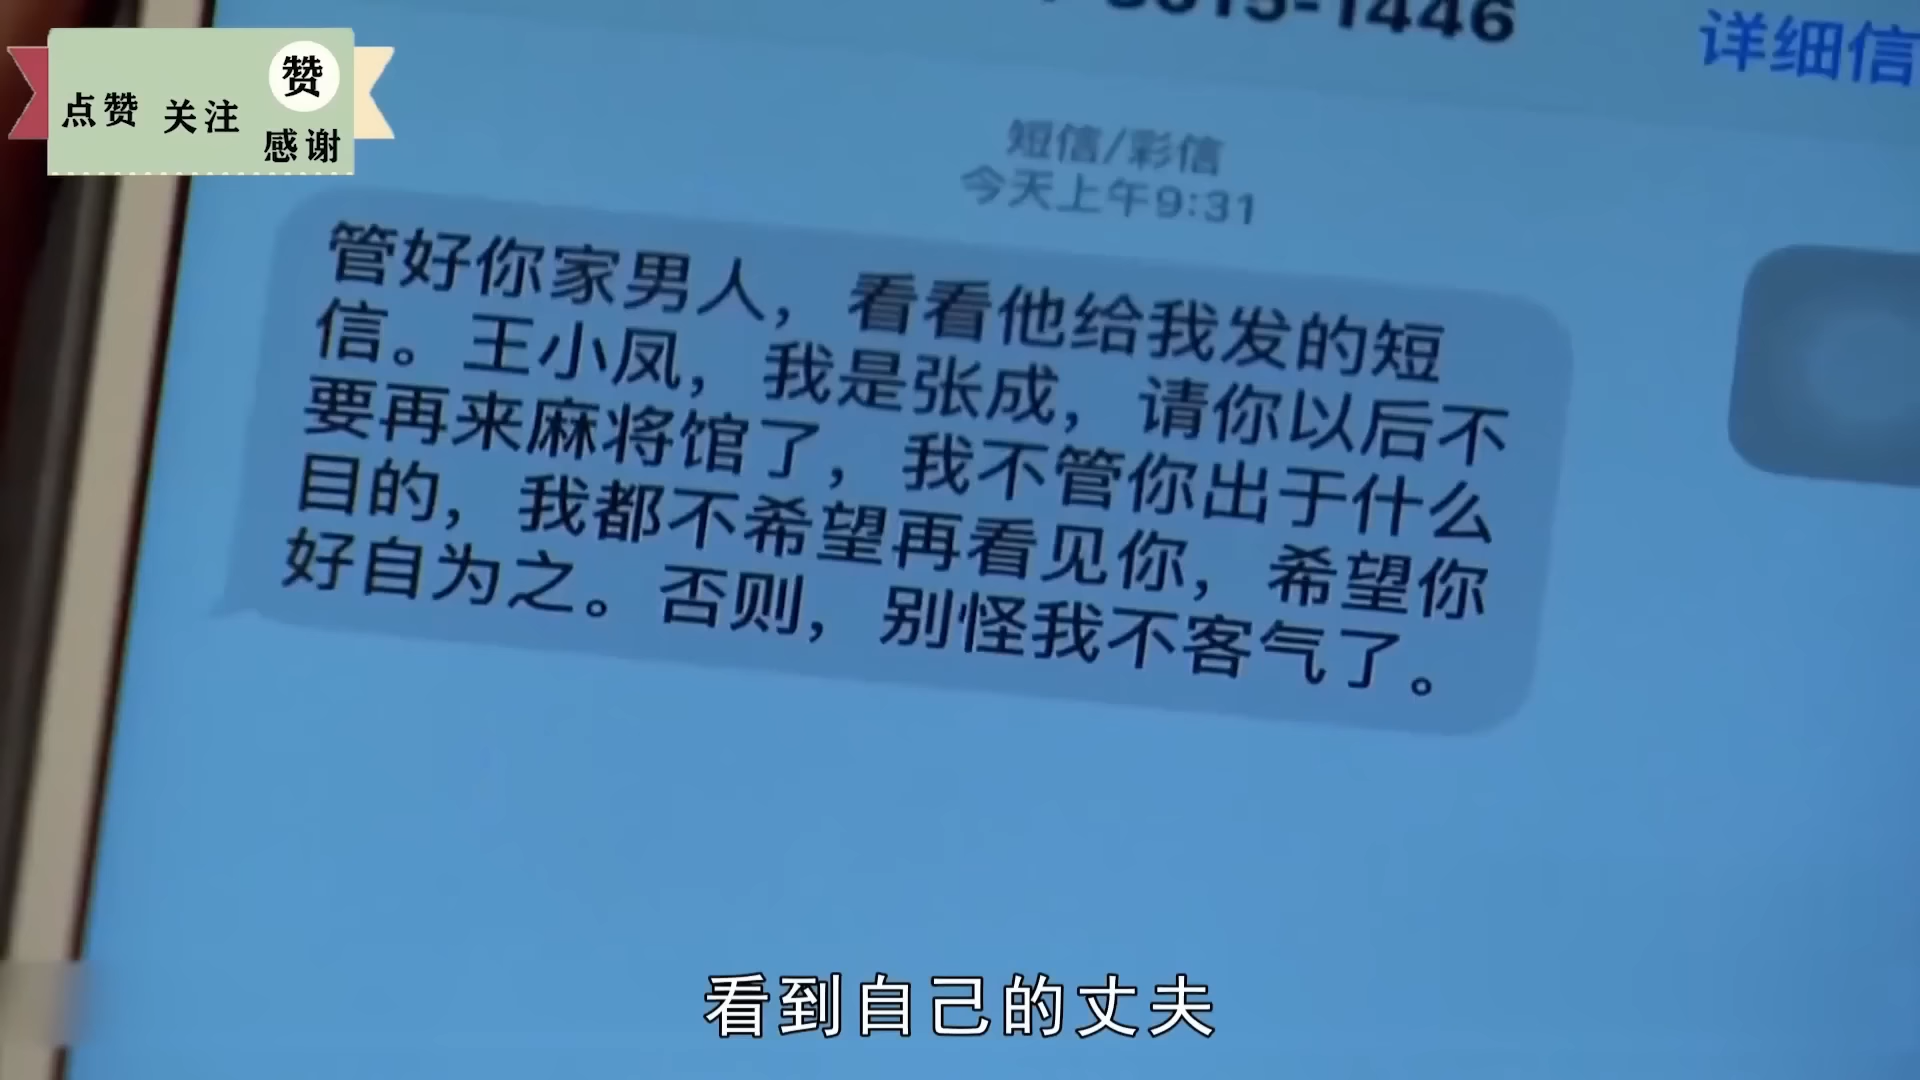 点赞 关注 赞
感谢
5-1446
详细信
短信/彩信
今天上午9:31
管好你家男人，看看他给我发的短
信。王小凤，我是张成，请你以后不
要再来麻将馆了，我不管你出于什么
目的，我都不希望再看见你，希望你
好自为之。否则，别怪我不客气了。
看到自己的丈夫